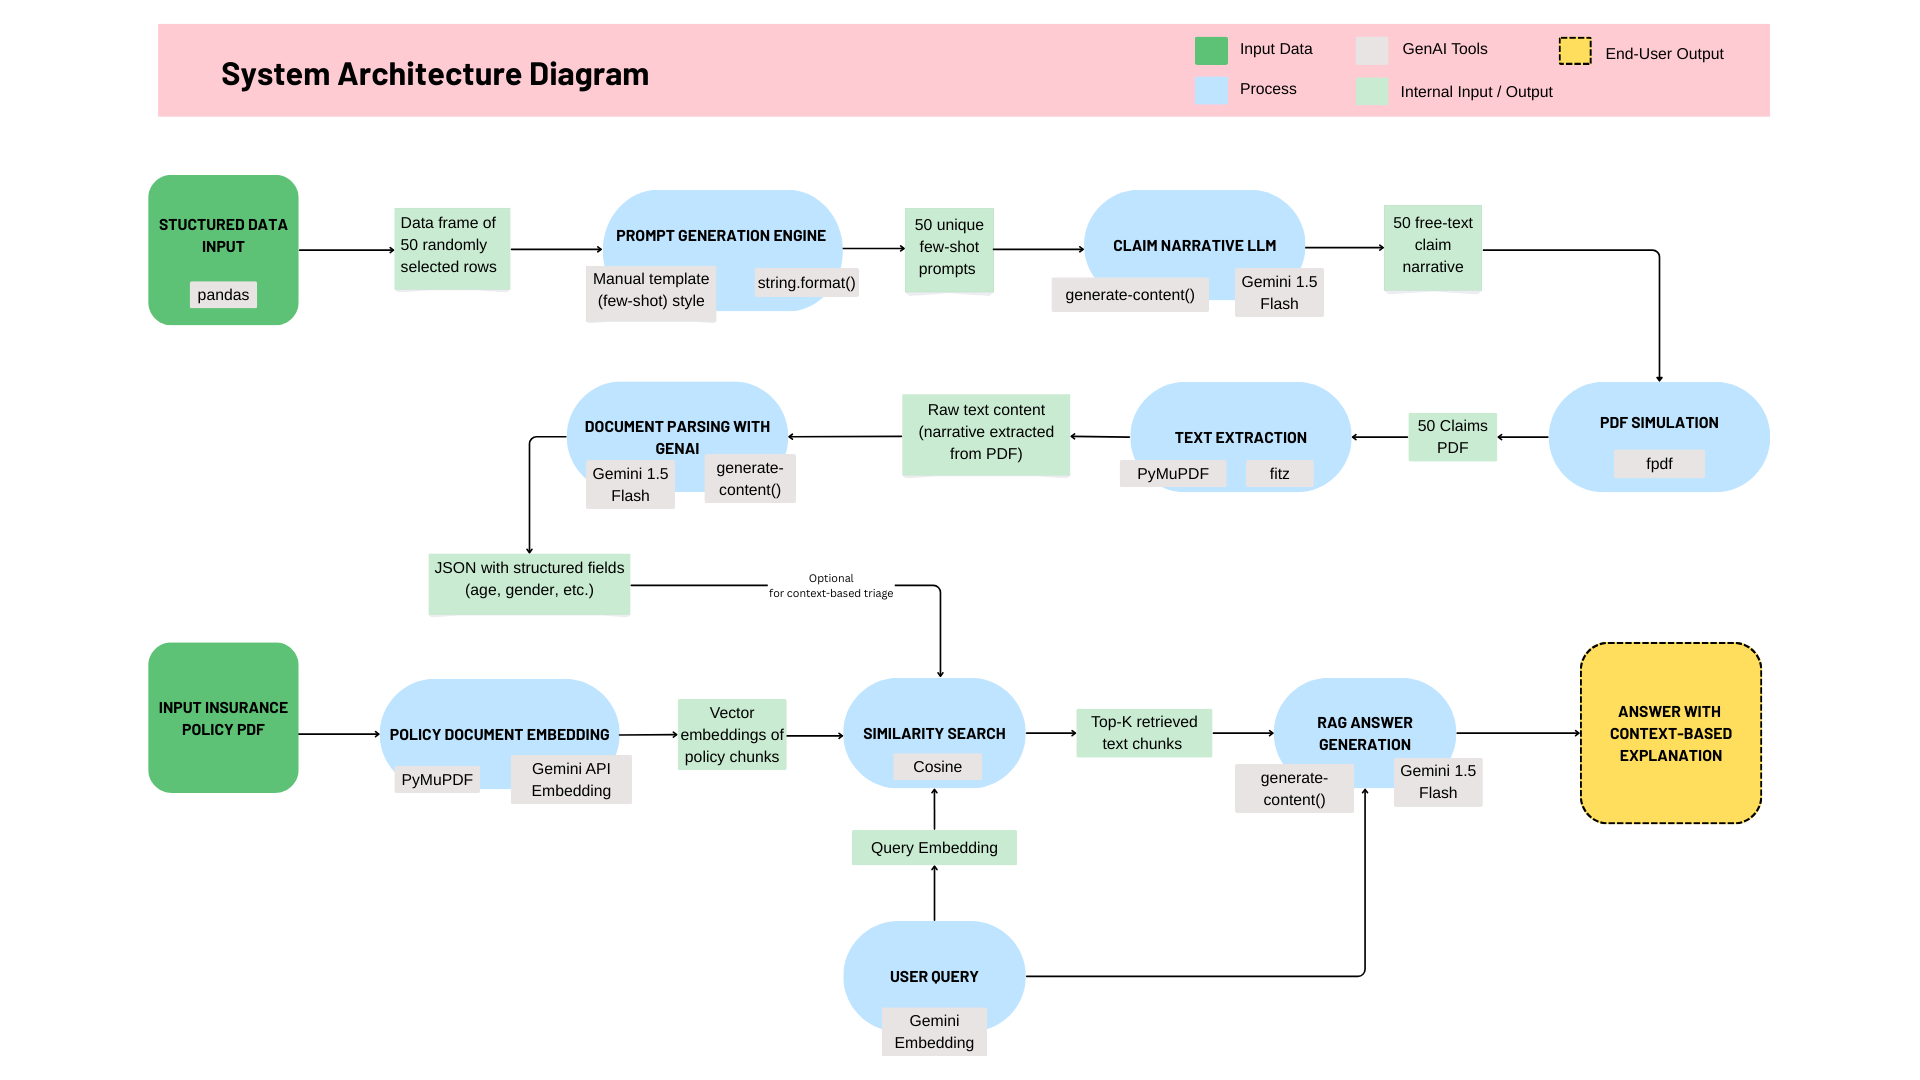 System Architecture Diagram
Input Data
GenAI Tools
End-User Output
Process
Internal Input / Output
STUCTURED DATA
INPUT
pandas
Data frame of
50 randomly
selected rows
PROMPT GENERATION ENGINE
Manual template
(few-shot) style
string.format()
50 unique
few-shot
prompts
CLAIM NARRATIVE LLM
generate-content()
Gemini 1.5
Flash
50 free-text
claim
narrative
PDF SIMULATION
fpdf
50 Claims
PDF
TEXT EXTRACTION
PyMuPDF
fitz
Raw text content
(narrative extracted
from PDF)
DOCUMENT PARSING WITH
GENAI
Gemini 1.5
Flash
generate-
content()
JSON with structured fields
(age, gender, etc.)
Optional
for context-based triage
INPUT INSURANCE
POLICY PDF
POLICY DOCUMENT EMBEDDING
PyMuPDF
Gemini API
Embedding
Vector
embeddings of
policy chunks
SIMILARITY SEARCH
Cosine
Top-K retrieved
text chunks
RAG ANSWER
GENERATION
generate-
content()
Gemini 1.5
Flash
ANSWER WITH
CONTEXT-BASED
EXPLANATION
Query Embedding
USER QUERY
Gemini
Embedding